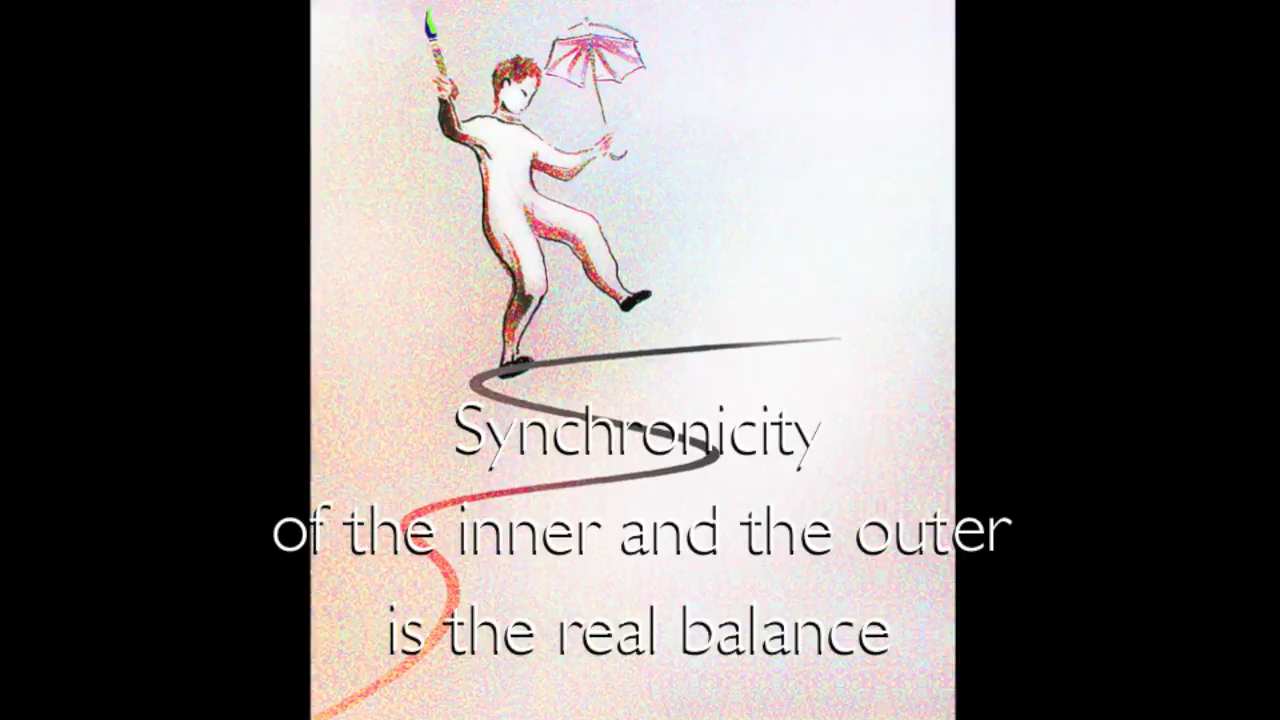 Synchronicity
of the inner and the outer
is the real balance